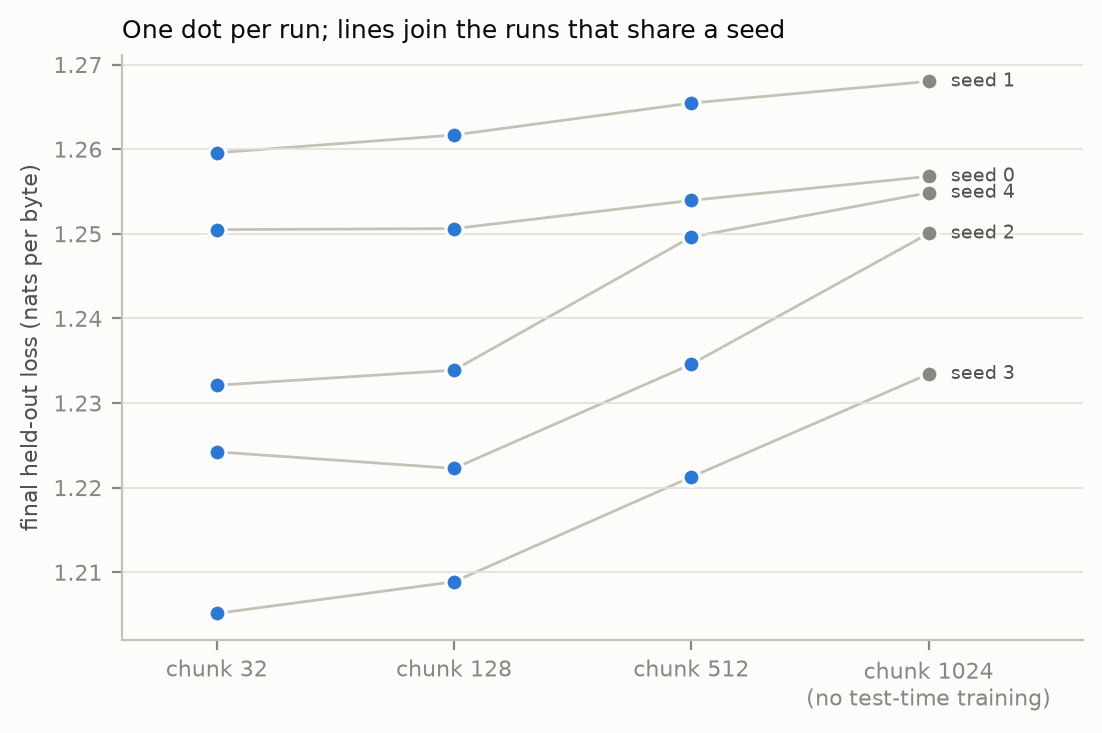 One dot per run; lines join the runs that share a seed
final held-out loss (nats per byte)
1.27
1.26
1.25
1.24
1.23
1.22
1.21
seed 1
seed 0
seed 4
seed 2
seed 3
chunk 32
chunk 128
chunk 512
chunk 1024
(no test-time training)